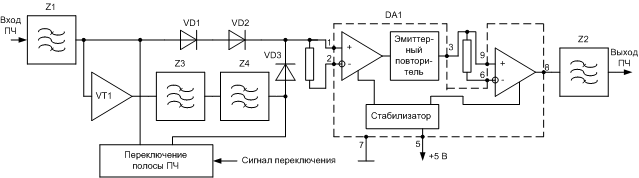 Z1
VD1
VD2
DA1
Вход
ПЧ
VD3
1
+
2
-
Эмиттер-
ный
повтори-
тель
3
9
6
+
-
8
Z2
Выход
ПЧ
VT1
Z3
Z4
Стабилизатор
7
5
+5 В
Переключение
полосы ПЧ
Сигнал переключения